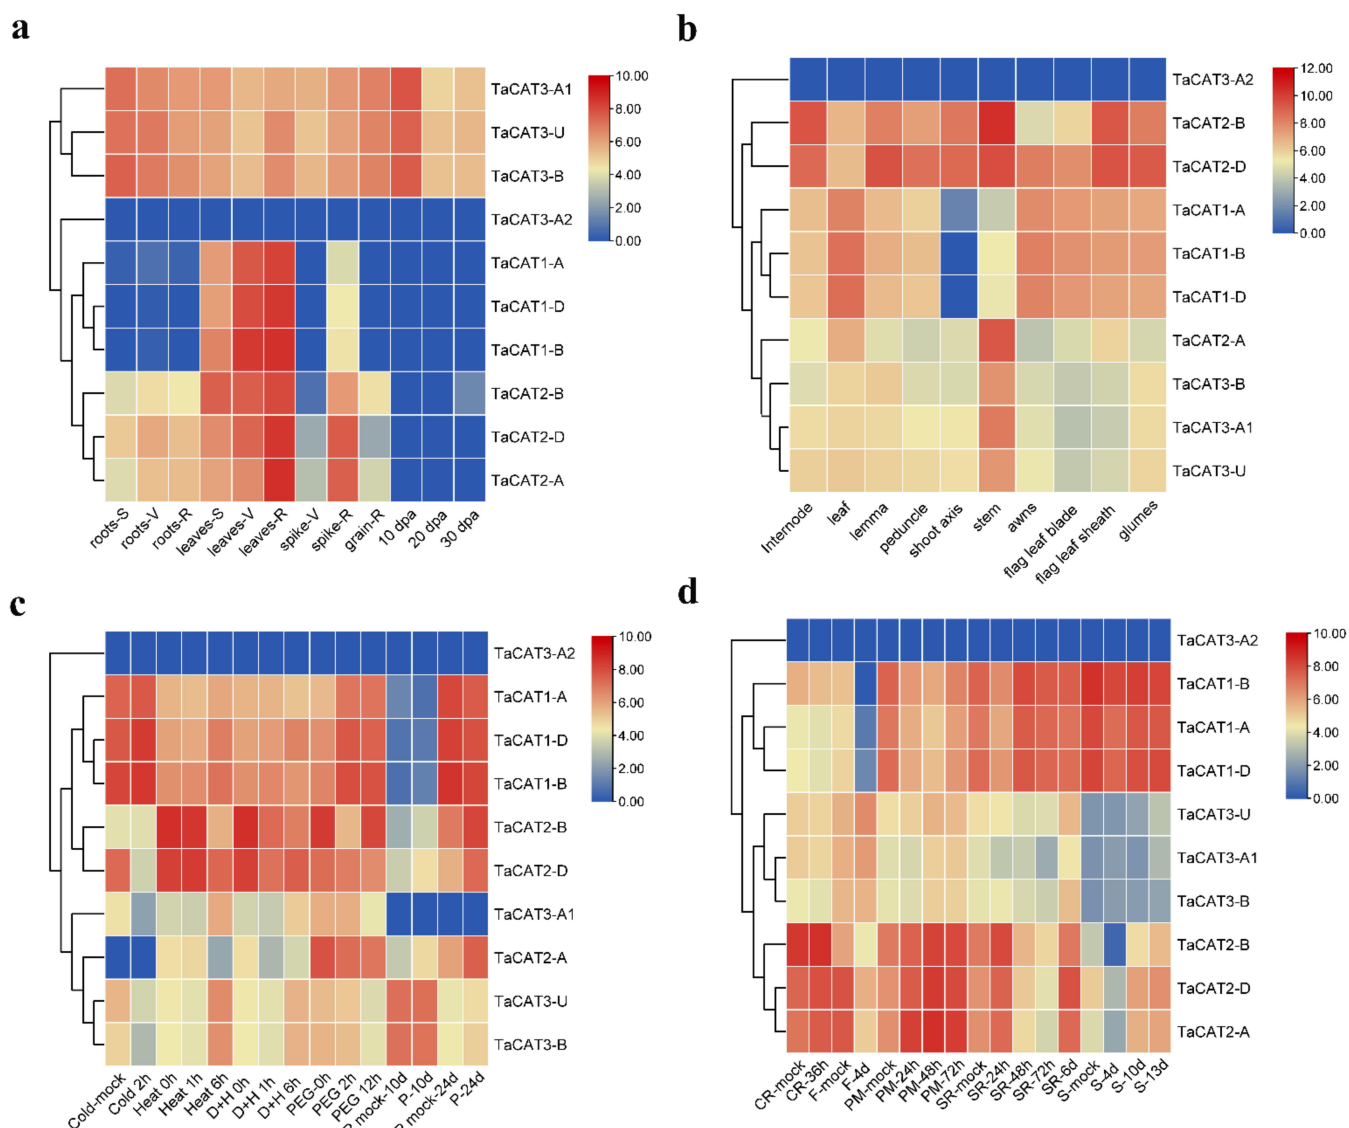 a
TaCAT3-A1
TaCAT3-U
TaCAT3-B
TaCAT3-A2
TaCAT1-A
TaCAT1-D
TaCAT1-B
TaCAT2-B
TaCAT2-D
TaCAT2-A
roots-S
roots-V
roots-R
leaves-S
leaves-V
leaves-R
spike-V
spike-R
grain-R
10 dpa
20 dpa
30 dpa
10.00
8.00
6.00
4.00
2.00
0.00
b
TaCAT3-A2
TaCAT2-B
TaCAT2-D
TaCAT1-A
TaCAT1-B
TaCAT1-D
TaCAT2-A
TaCAT3-B
TaCAT3-A1
TaCAT3-U
Internode
leaf
lemma
peduncle
shoot axis
stem
awns
flag leaf blade
flag leaf sheath
glumes
12.00
10.00
8.00
6.00
4.00
2.00
0.00
c
TaCAT3-A2
TaCAT1-A
TaCAT1-D
TaCAT1-B
TaCAT2-B
TaCAT2-D
TaCAT3-A1
TaCAT2-A
TaCAT3-U
TaCAT3-B
Cold-mock
Cold 2h
Heat 0h
Heat 1h
Heat 6h
D+H 0h
D+H 1h
D+H 6h
PEG-0h
PEG 2h
PEG 12h
mock-10d
P-10d
mock-24d
P-24d
10.00
8.00
6.00
4.00
2.00
0.00
d
TaCAT3-A2
TaCAT1-B
TaCAT1-A
TaCAT1-D
TaCAT3-U
TaCAT3-A1
TaCAT3-B
TaCAT2-B
TaCAT2-D
TaCAT2-A
CR-mock
CR-36h
F-mock
F-4d
PM-mock
PM-24h
PM-48h
PM-72h
SR-mock
SR-24h
SR-48h
SR-72h
SR-6d
S-mock
S-4d
S-10d
S-13d
10.00
8.00
6.00
4.00
2.00
0.00